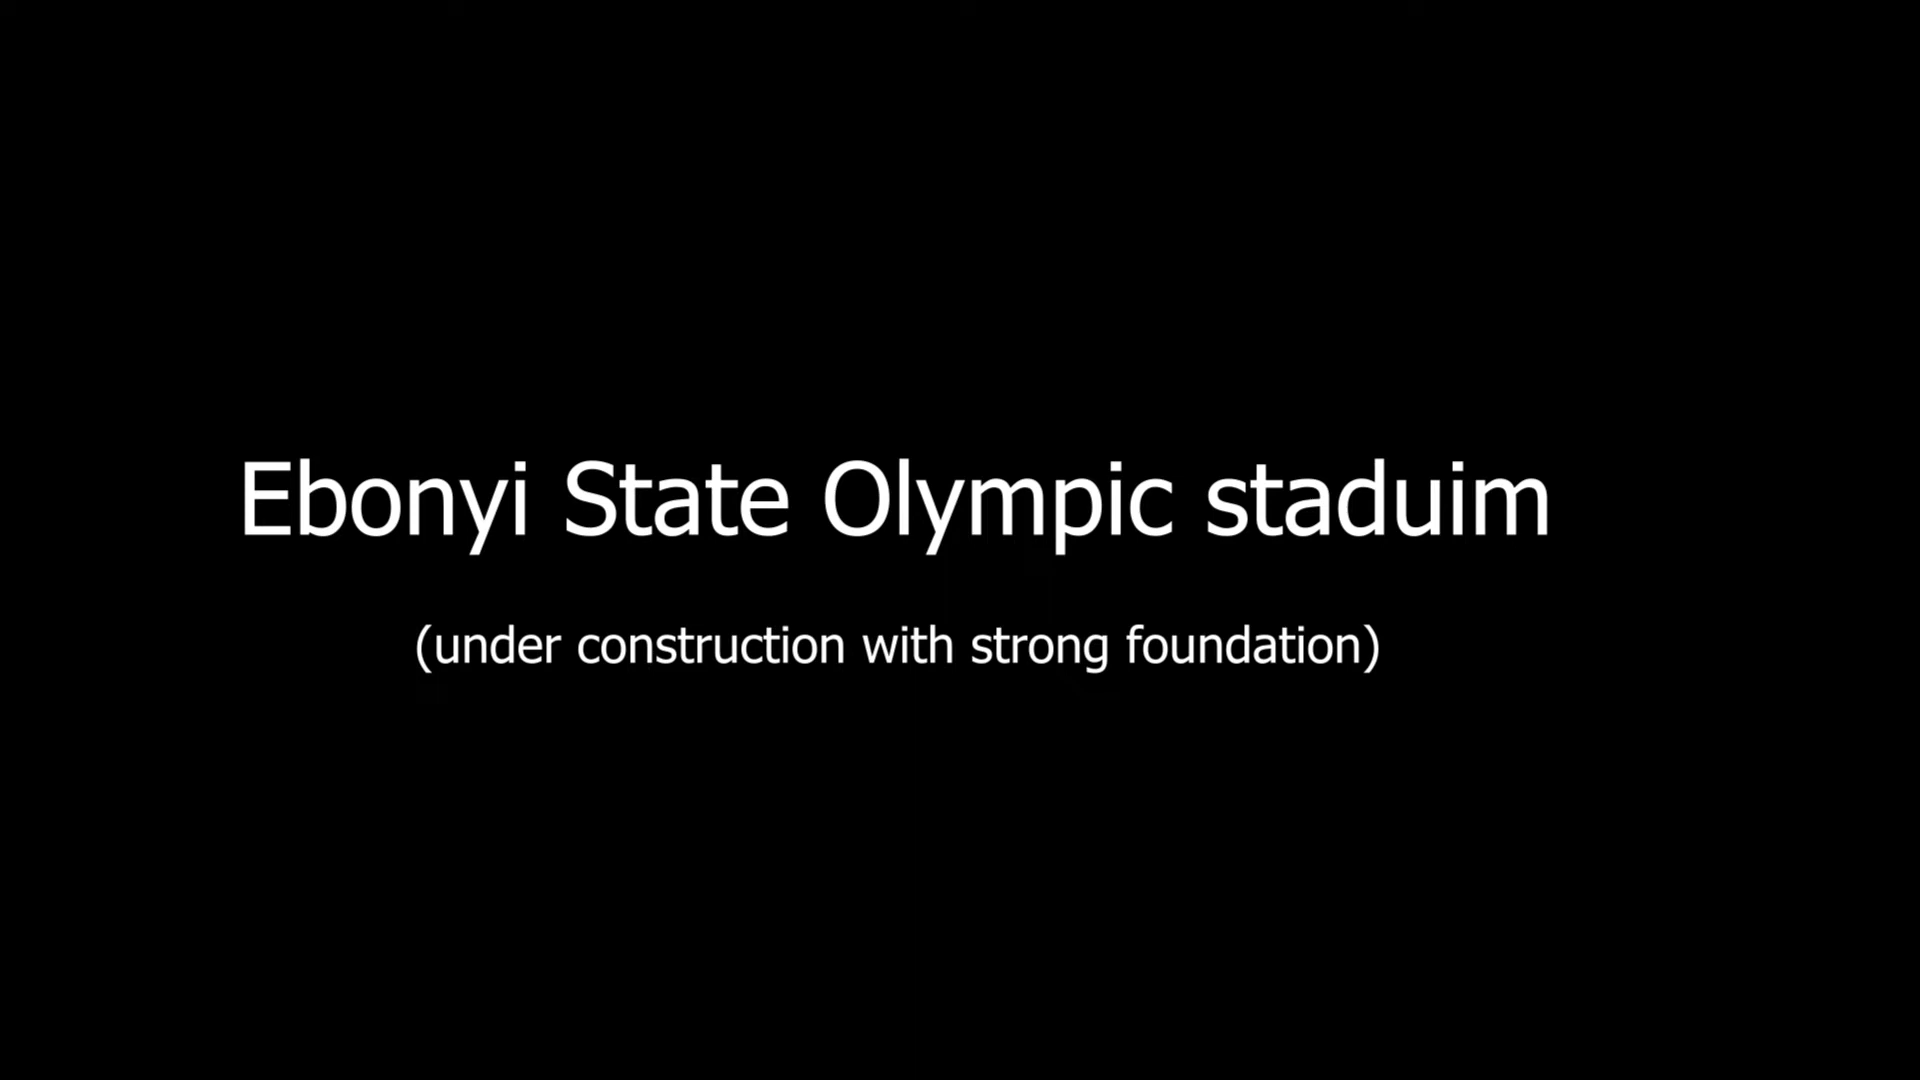 Ebonyi State Olympic staduim
(under construction with strong foundation)